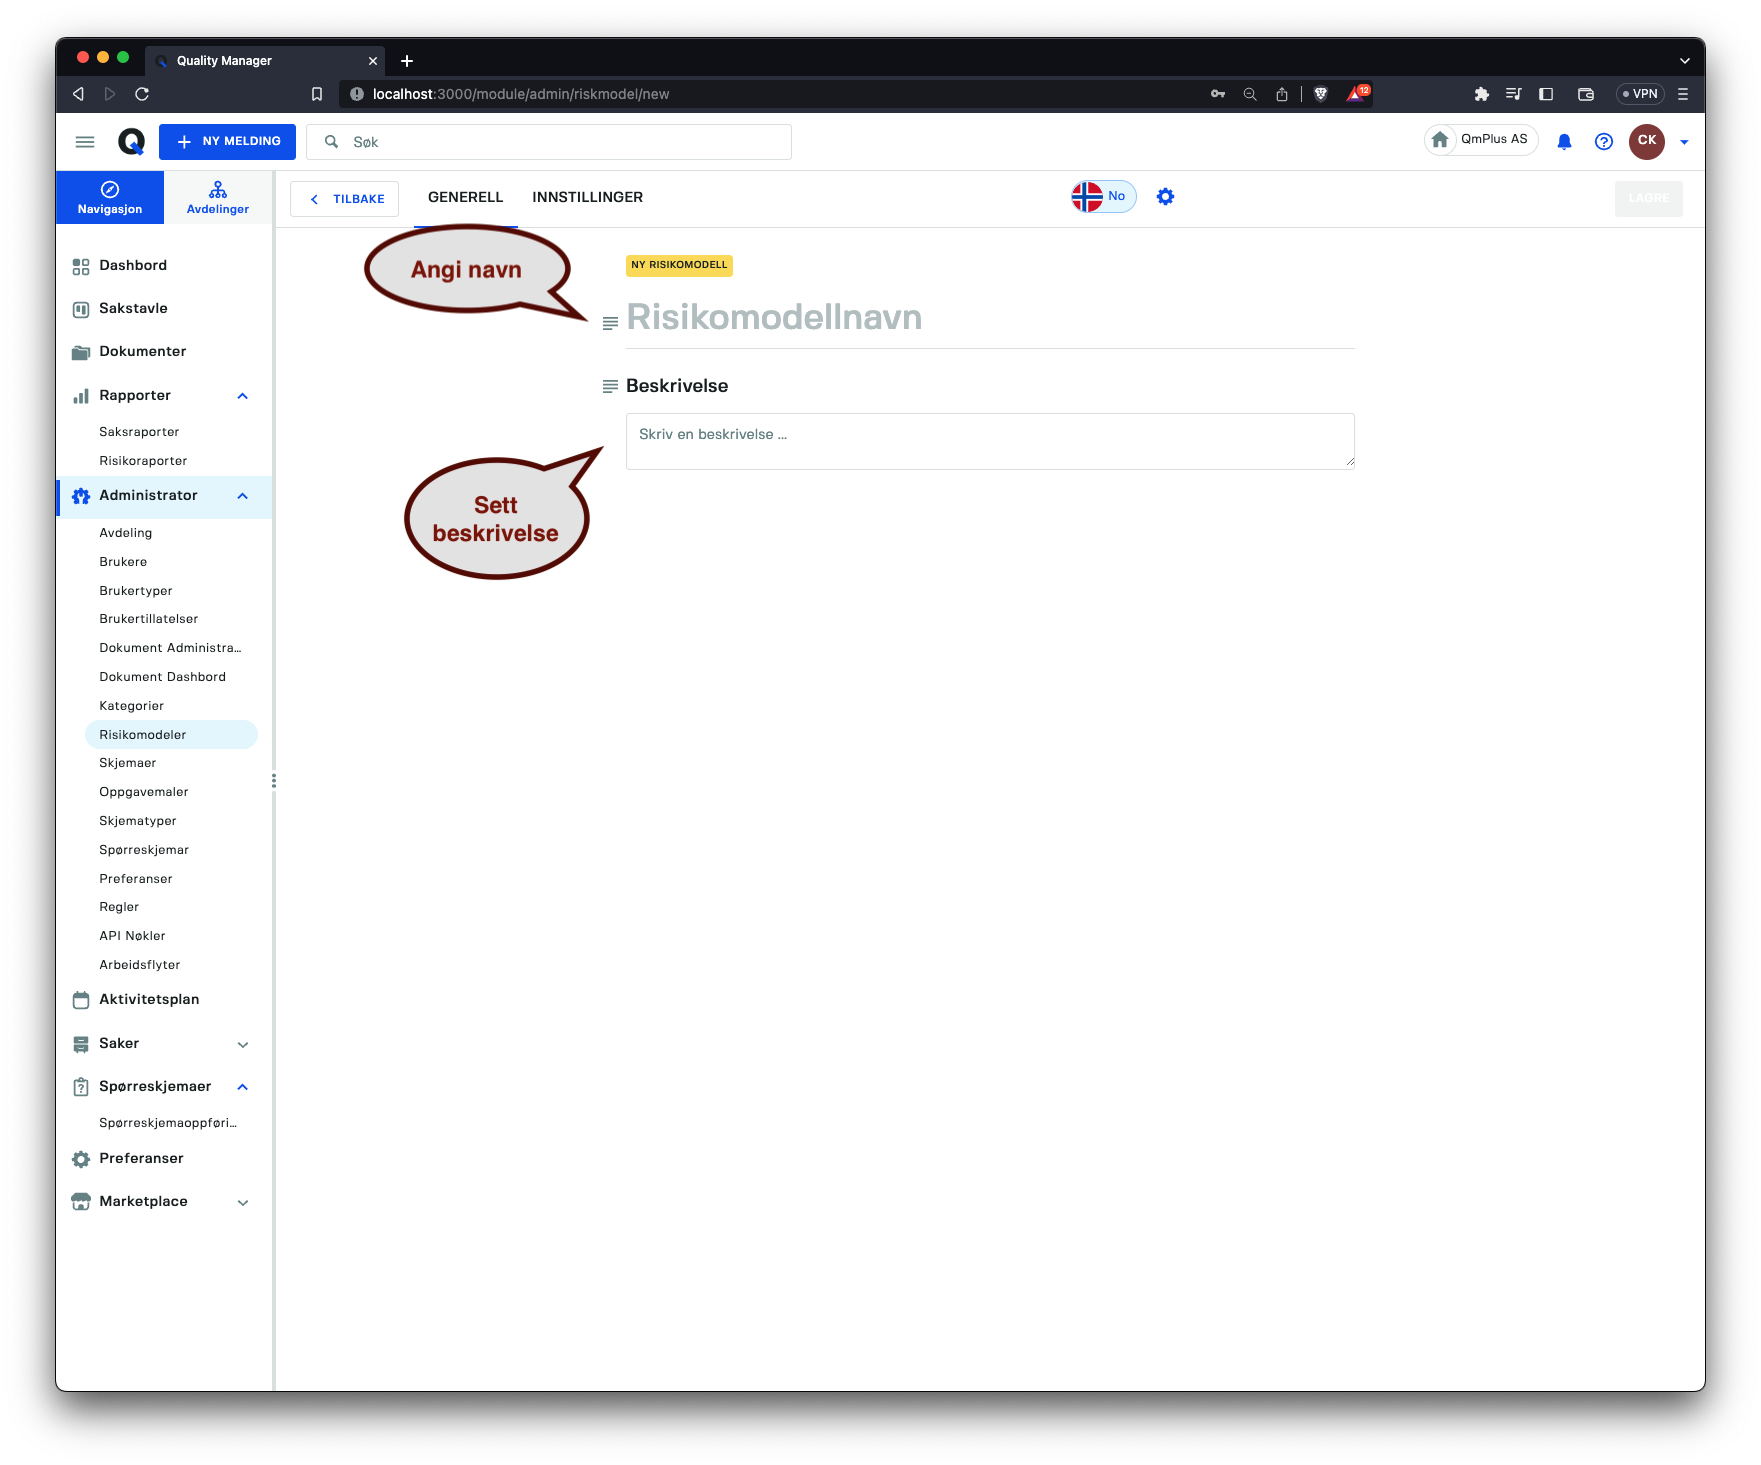 Quality Manager
localhost:3000/module/admin/riskmodel/new
12
VPN
NY MELDING
Søk
QmPlus AS
CK
Navigasjon
Avdelinger
TILBAKE
GENERELL
INNSTILLINGER
No
LAGRE
Dashbord
Sakstavle
Dokumenter
Rapporter
Saksraporter
Risikoraporter
Administrator
Avdeling
Brukere
Brukertyper
Brukertillatelser
Dokument Administra...
Dokument Dashbord
Kategorier
Risikomodeler
Skjemaer
Oppgavemaler
Skjematyper
Spørreskjemar
Preferanser
Regler
API Nøkler
Arbeidsflyter
Aktivitetsplan
Saker
Spørreskjemaer
Spørreskjemaoppføri...
Preferanser
Marketplace
Angi navn
NY RISIKOMODELL
Risikomodellnavn
Beskrivelse
Skriv en beskrivelse ...
Sett
beskrivelse